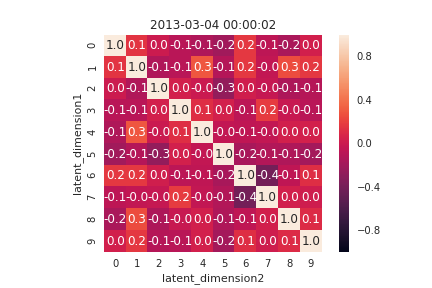 2013-03-04 00:00:02
latent_dimension1
0 1.0 0.1 0.0 -0.1 -0.1 -0.2 0.2 -0.1 -0.2 0.0
1 0.1 1.0 -0.1 -0.1 0.3 -0.1 0.2 -0.0 0.3 0.2
2 0.0 -0.1 1.0 0.0 -0.0 -0.3 0.0 -0.0 -0.1 -0.1
3 -0.1 -0.1 0.0 1.0 0.1 0.0 -0.1 0.2 -0.0 -0.1
4 -0.1 0.3 -0.0 0.1 1.0 -0.0 -0.1 -0.0 0.0 0.0
5 -0.2 -0.1 -0.3 0.0 -0.0 1.0 -0.2 -0.1 -0.1 -0.2
6 0.2 0.2 0.0 -0.1 -0.1 -0.2 1.0 -0.4 -0.1 0.1
7 -0.1 -0.0 -0.0 0.2 -0.0 -0.1 -0.4 1.0 0.0 0.0
8 -0.2 0.3 -0.1 -0.0 0.0 -0.1 -0.1 0.0 1.0 0.1
9 0.0 0.2 -0.1 -0.1 0.0 -0.2 0.1 0.0 0.1 1.0
0 1 2 3 4 5 6 7 8 9
latent_dimension2
0.8
0.4
0.0
-0.4
-0.8